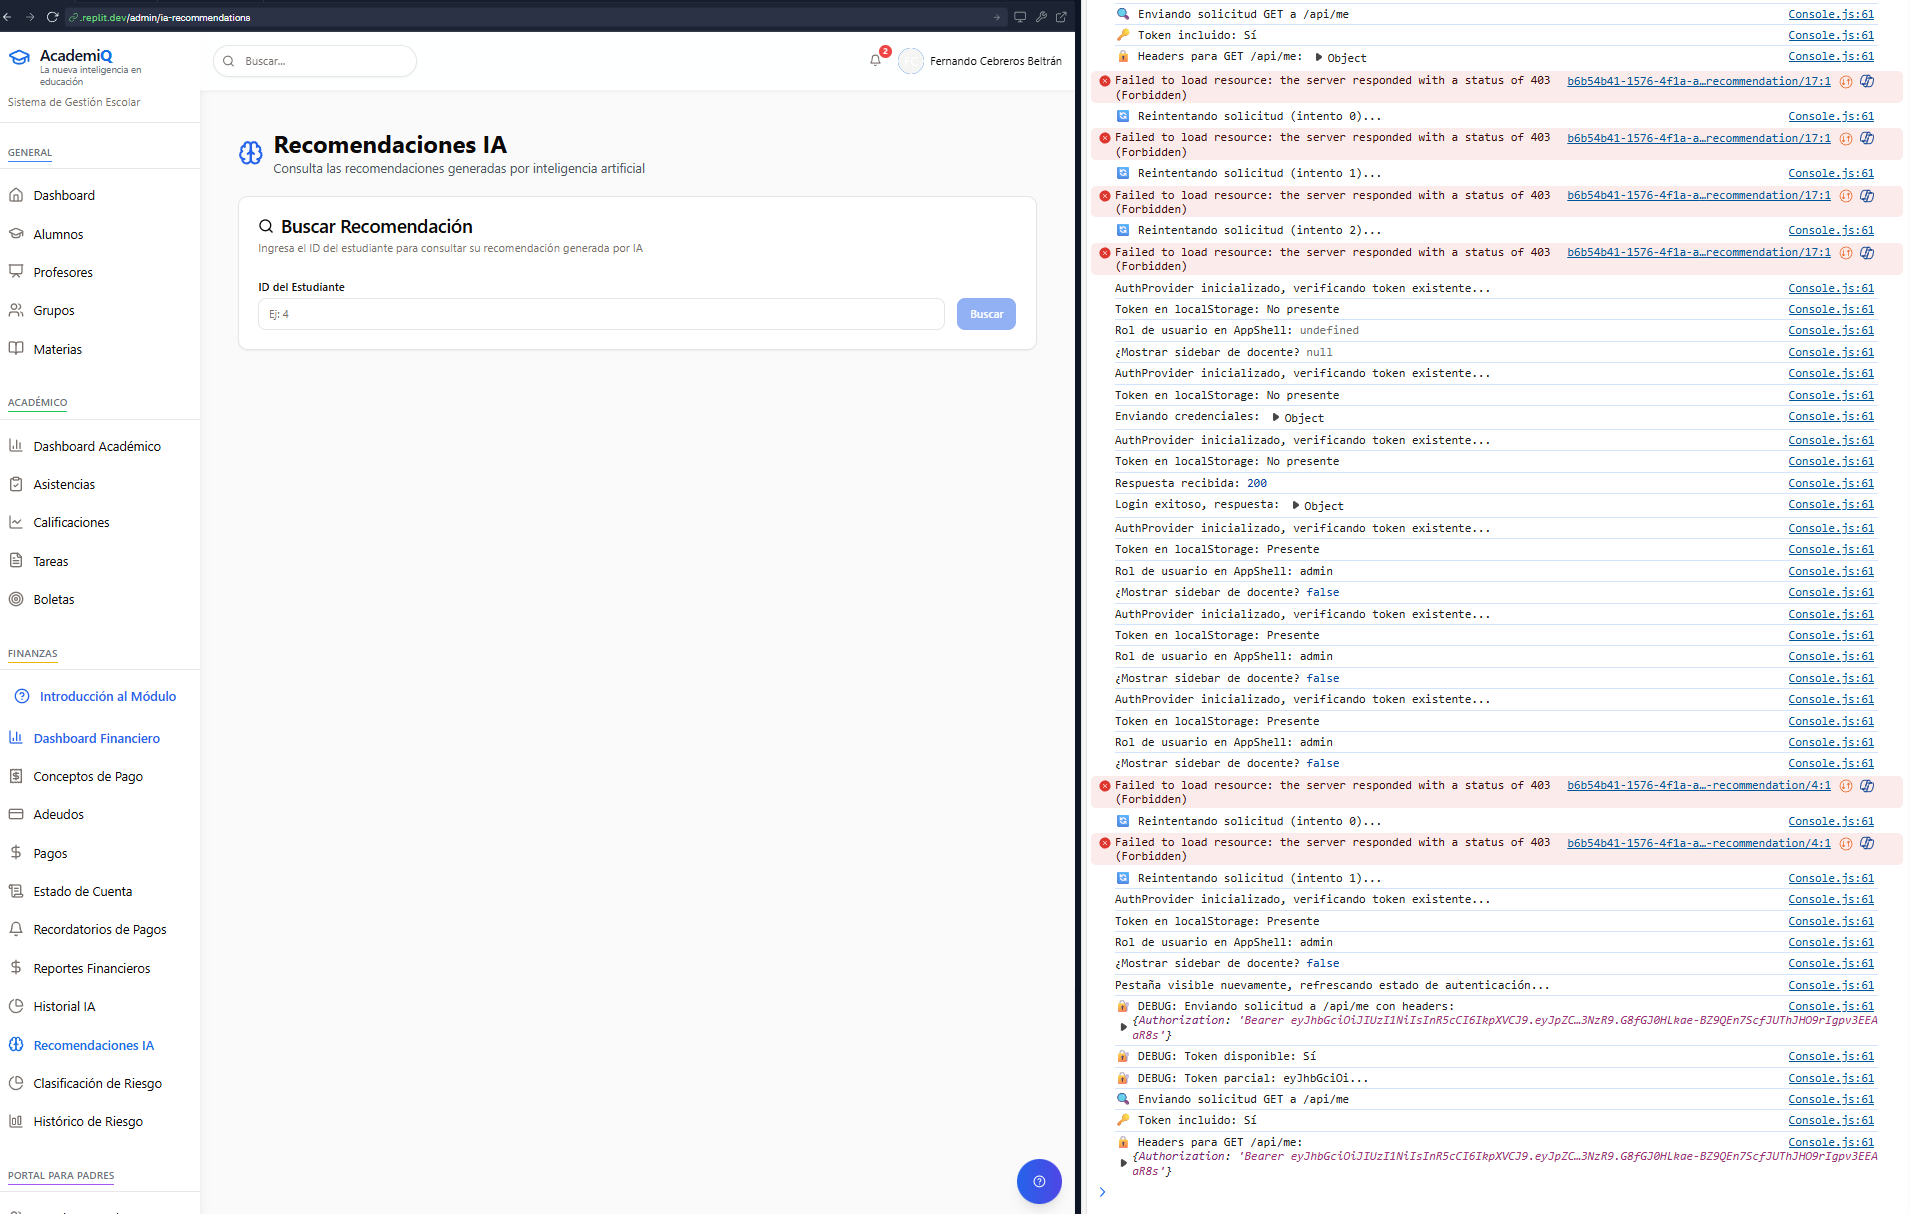 .replit.dev/admin/ia-recommendations
AcademiQ
La nueva inteligencia en
educación
Sistema de Gestión Escolar
Buscar...
2
Fernando Cebreros Beltrán
GENERAL
Dashboard
Alumnos
Profesores
Grupos
Materias
ACADÉMICO
Dashboard Académico
Asistencias
Calificaciones
Tareas
Boletas
FINANZAS
Introducción al Módulo
Dashboard Financiero
Conceptos de Pago
Adeudos
Pagos
Estado de Cuenta
Recordatorios de Pagos
Reportes Financieros
Historial IA
Recomendaciones IA
Clasificación de Riesgo
Histórico de Riesgo
PORTAL PARA PADRES
Recomendaciones IA
Consulta las recomendaciones generadas por inteligencia artificial
Buscar Recomendación
Ingresa el ID del estudiante para consultar su recomendación generada por IA
ID del Estudiante
Ej: 4
Buscar
Enviando solicitud GET a /api/me Console.js:61
Token incluido: Sí Console.js:61
Headers para GET /api/me: Object Console.js:61
Failed to load resource: the server responded with a status of 403 b6b54b41-1576-4f1a-a…recommendation/17:1
(Forbidden)
Reintentando solicitud (intento 0)... Console.js:61
Failed to load resource: the server responded with a status of 403 b6b54b41-1576-4f1a-a…recommendation/17:1
(Forbidden)
Reintentando solicitud (intento 1)... Console.js:61
Failed to load resource: the server responded with a status of 403 b6b54b41-1576-4f1a-a…recommendation/17:1
(Forbidden)
Reintentando solicitud (intento 2)... Console.js:61
Failed to load resource: the server responded with a status of 403 b6b54b41-1576-4f1a-a…recommendation/17:1
(Forbidden)
AuthProvider inicializado, verificando token existente... Console.js:61
Token en localStorage: No presente Console.js:61
Rol de usuario en AppShell: undefined Console.js:61
¿Mostrar sidebar de docente? null Console.js:61
AuthProvider inicializado, verificando token existente... Console.js:61
Token en localStorage: No presente Console.js:61
Enviando credenciales: Object Console.js:61
AuthProvider inicializado, verificando token existente... Console.js:61
Token en localStorage: No presente Console.js:61
Respuesta recibida: 200 Console.js:61
Login exitoso, respuesta: Object Console.js:61
AuthProvider inicializado, verificando token existente... Console.js:61
Token en localStorage: Presente Console.js:61
Rol de usuario en AppShell: admin Console.js:61
¿Mostrar sidebar de docente? false Console.js:61
AuthProvider inicializado, verificando token existente... Console.js:61
Token en localStorage: Presente Console.js:61
Rol de usuario en AppShell: admin Console.js:61
¿Mostrar sidebar de docente? false Console.js:61
AuthProvider inicializado, verificando token existente... Console.js:61
Token en localStorage: Presente Console.js:61
Rol de usuario en AppShell: admin Console.js:61
¿Mostrar sidebar de docente? false Console.js:61
Failed to load resource: the server responded with a status of 403 b6b54b41-1576-4f1a-a…-recommendation/4:1
(Forbidden)
Reintentando solicitud (intento 0)... Console.js:61
Failed to load resource: the server responded with a status of 403 b6b54b41-1576-4f1a-a…-recommendation/4:1
(Forbidden)
Reintentando solicitud (intento 1)... Console.js:61
AuthProvider inicializado, verificando token existente... Console.js:61
Token en localStorage: Presente Console.js:61
Rol de usuario en AppShell: admin Console.js:61
¿Mostrar sidebar de docente? false Console.js:61
Pestaña visible nuevamente, refrescando estado de autenticación... Console.js:61
DEBUG: Enviando solicitud a /api/me con headers: Console.js:61
{Authorization: 'Bearer eyJhbGciOiJIUzI1NiIsInR5cCI6IkpXVCJ9.eyJpZC…3NzR9.G8fGJ0HLkae-BZ9QEn7ScfJUThJHO9rIgpv3EEA
aR8s'}
DEBUG: Token disponible: Sí Console.js:61
DEBUG: Token parcial: eyJhbGciOi... Console.js:61
Enviando solicitud GET a /api/me Console.js:61
Token incluido: Sí Console.js:61
Headers para GET /api/me: Console.js:61
{Authorization: 'Bearer eyJhbGciOiJIUzI1NiIsInR5cCI6IkpXVCJ9.eyJpZC…3NzR9.G8fGJ0HLkae-BZ9QEn7ScfJUThJHO9rIgpv3EEA
aR8s'}